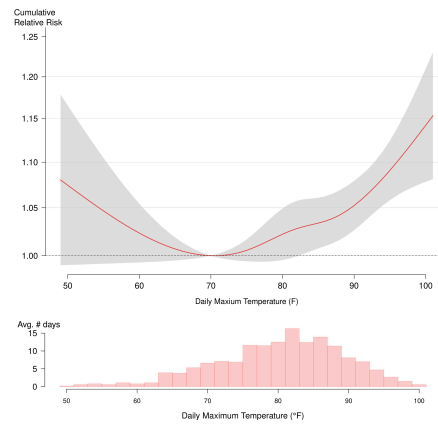 Cumulative
Relative Risk
1.25
1.20
1.15
1.10
1.05
1.00
50 60 70 80 90 100
Daily Maxium Temperature (F)
Avg. # days
15
10
5
0
50 60 70 80 90 100
Daily Maximum Temperature (°F)